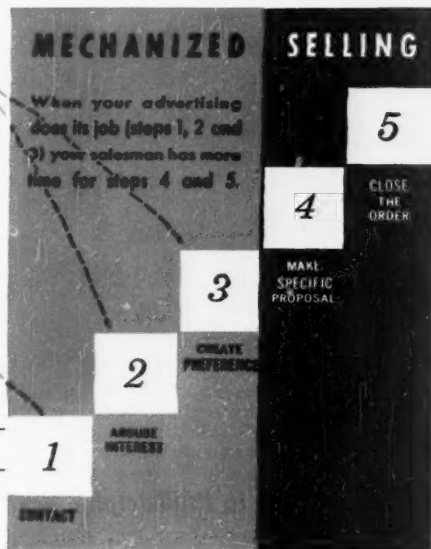 MECHANIZED SELLING
When your advertising
does its job (steps 1, 2 and
3) your salesman has more
time for steps 4 and 5.
5
CLOSE
THE
ORDER
4
MAKE
SPECIFIC
PROPOSAL
3
CREATE
PREFERENCE
2
AROUSE
INTEREST
1
CONTACT